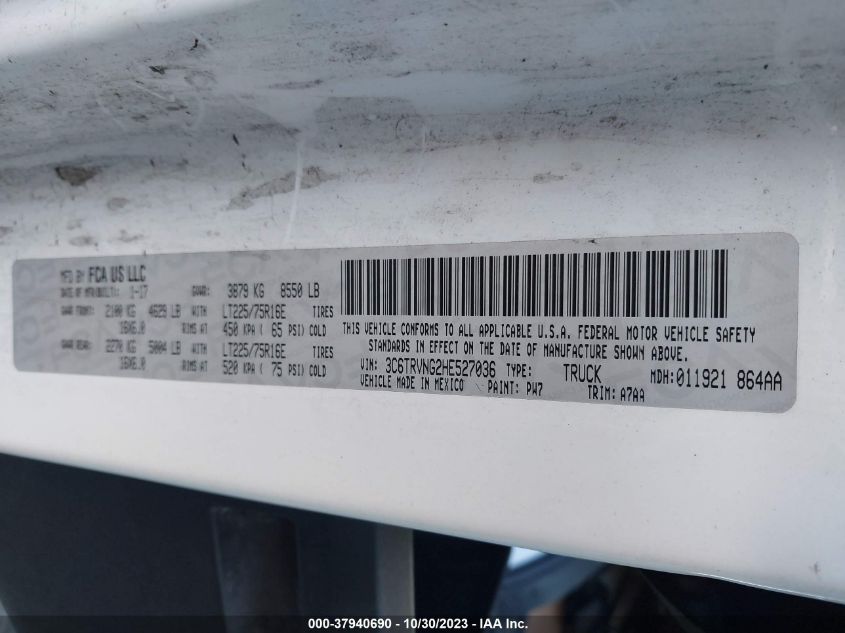 MFD BY FCA US LLC
DATE OF MFR(BUILT): 1-17 GVWR: 3879 KG 8550 LB
GAWR FRONT: 2100 KG 4629 LB WITH LT225/75R16E TIRES
16X6.0 RIMS AT 450 KPA ( 65 PSI) COLD
GAWR REAR: 2270 KG 5004 LB WITH LT225/75R16E TIRES
16X6.0 RIMS AT 520 KPA ( 75 PSI) COLD
THIS VEHICLE CONFORMS TO ALL APPLICABLE U.S.A. FEDERAL MOTOR VEHICLE SAFETY
STANDARDS IN EFFECT ON THE DATE OF MANUFACTURE SHOWN ABOVE.
VIN: 3C6TRVNG2HE527036 TYPE: TRUCK MDH:011921 864AA
VEHICLE MADE IN MEXICO PAINT: PW7 TRIM: A7AA
000-37940690 - 10/30/2023 - IAA Inc.